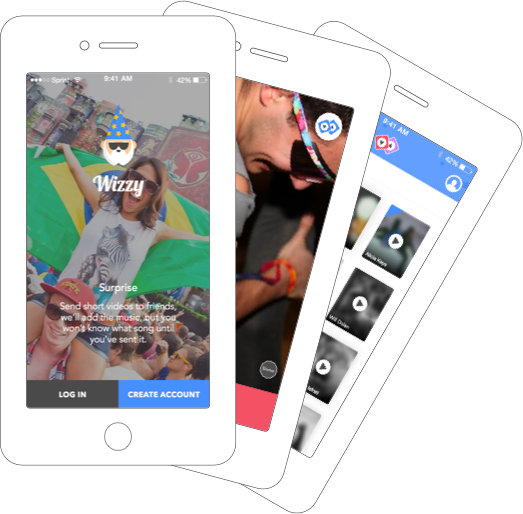 Sprint 9:41 AM 42%
Wizzy
Surprise
Send short videos to friends,
we'll add the music, but you
won't know what song until
you've sent it.
LOG IN
CREATE ACCOUNT
9:41 AM
42%
Alicia Keys
Will Dolan